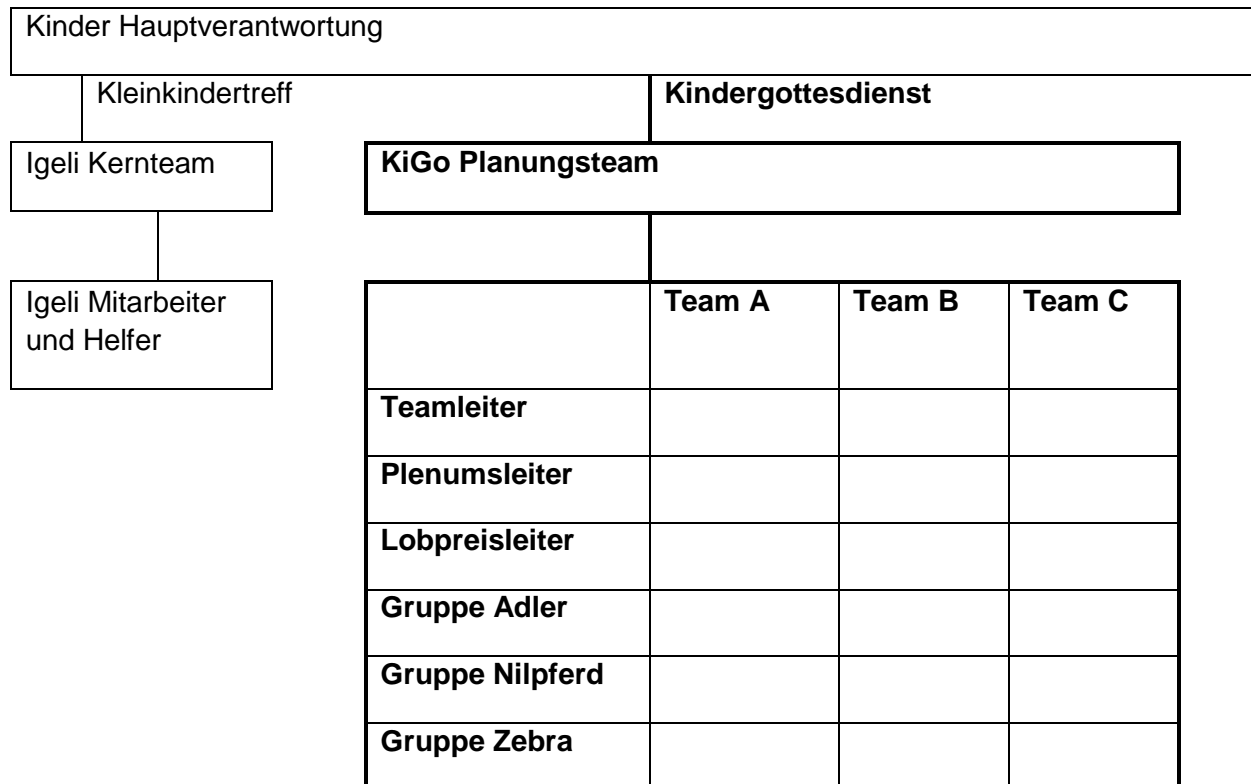 Kinder Hauptverantwortung
Kleinkindertreff
Kindergottesdienst
Igeli Kernteam
KiGo Planungsteam
Igeli Mitarbeiter
und Helfer
Team A
Team B
Team C
Teamleiter
Plenumsleiter
Lobpreisleiter
Gruppe Adler
Gruppe Nilpferd
Gruppe Zebra